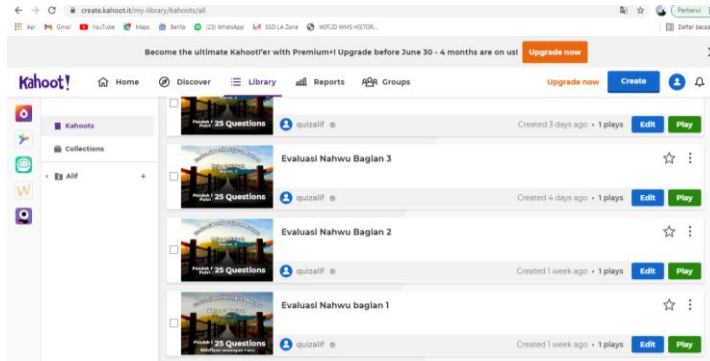 create.kahoot.it/my-library/kahoots/all
Perbarui
Ap Gmail YouTube Maps Berita (23) WhatsApp SSO LA Zone
Daftar bacaan
Become the ultimate Kahoot!'er with Premium+! Upgrade before June 30 - 4 months are on us! Upgrade now
Kahoot! Home Discover Library Reports Groups Upgrade now Create
Kahoots
Collections
Alif +
25 Questions
quizalif
Created 3 days ago • 1 plays Edit Play
Evaluasi Nahwu Bagian 3
25 Questions
quizalif
Created 4 days ago • 1 plays Edit Play
Evaluasi Nahwu Bagian 2
25 Questions
quizalif
Created 1 week ago • 1 plays Edit Play
Evaluasi Nahwu bagian 1
25 Questions
quizalif
Created 1 week ago • 1 plays Edit Play